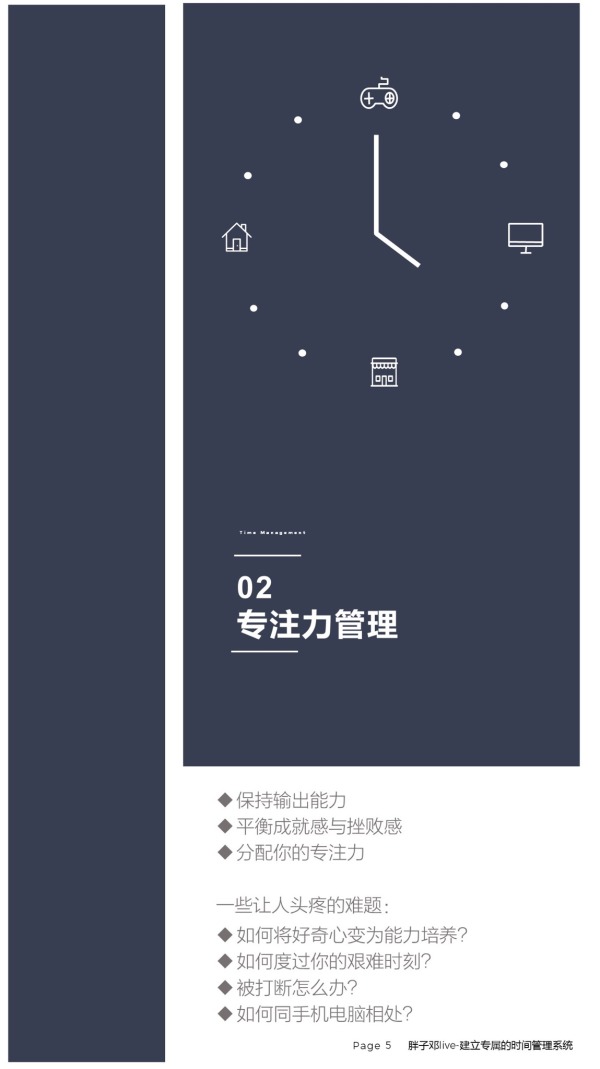 Time Management
02
专注力管理
◆保持输出能力
◆平衡成就感与挫败感
◆分配你的专注力
一些让人头疼的难题：
◆如何将好奇心变为能力培养？
◆如何度过你的艰难时刻？
◆被打断怎么办？
◆如何同手机电脑相处？
Page 5 胖子邓live-建立专属的时间管理系统